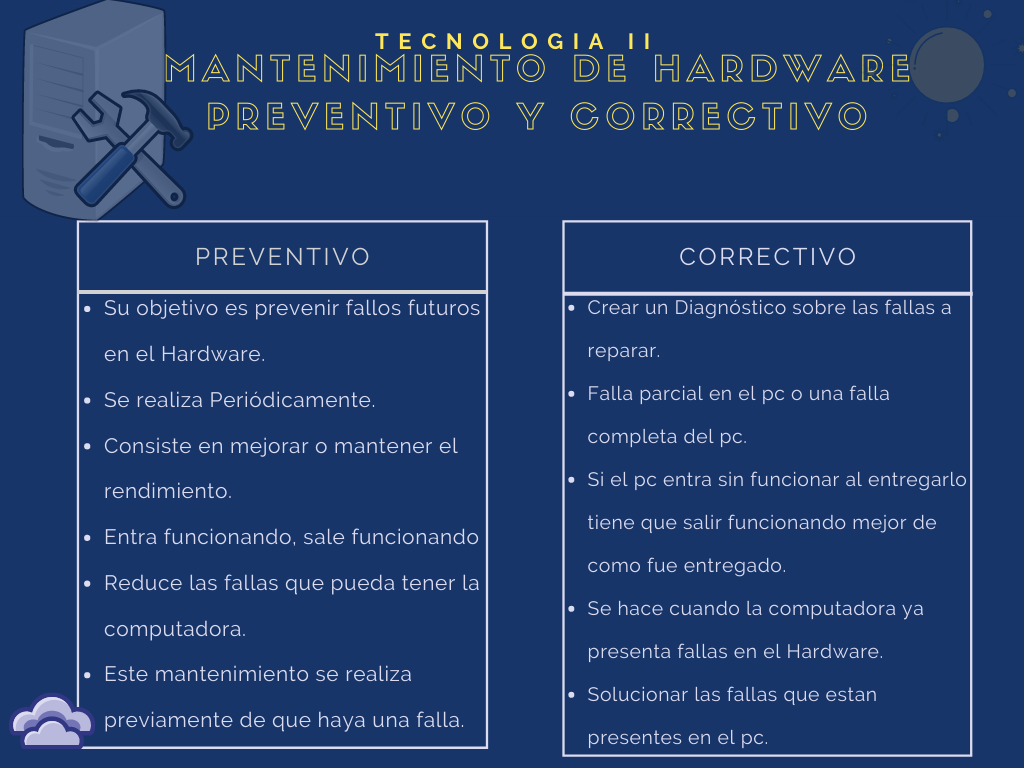 TECNOLOGIA II
MANTENIMIENTO DE HARDWARE
PREVENTIVO Y CORRECTIVO
PREVENTIVO
• Su objetivo es prevenir fallos futuros
en el Hardware.
• Se realiza Periódicamente.
• Consiste en mejorar o mantener el
rendimiento.
• Entra funcionando, sale funcionando
• Reduce las fallas que pueda tener la
computadora.
• Este mantenimiento se realiza
previamente de que haya una falla.
CORRECTIVO
• Crear un Diagnóstico sobre las fallas a
reparar.
• Falla parcial en el pc o una falla
completa del pc.
• Si el pc entra sin funcionar al entregarlo
tiene que salir funcionando mejor de
como fue entregado.
• Se hace cuando la computadora ya
presenta fallas en el Hardware.
• Solucionar las fallas que estan
presentes en el pc.